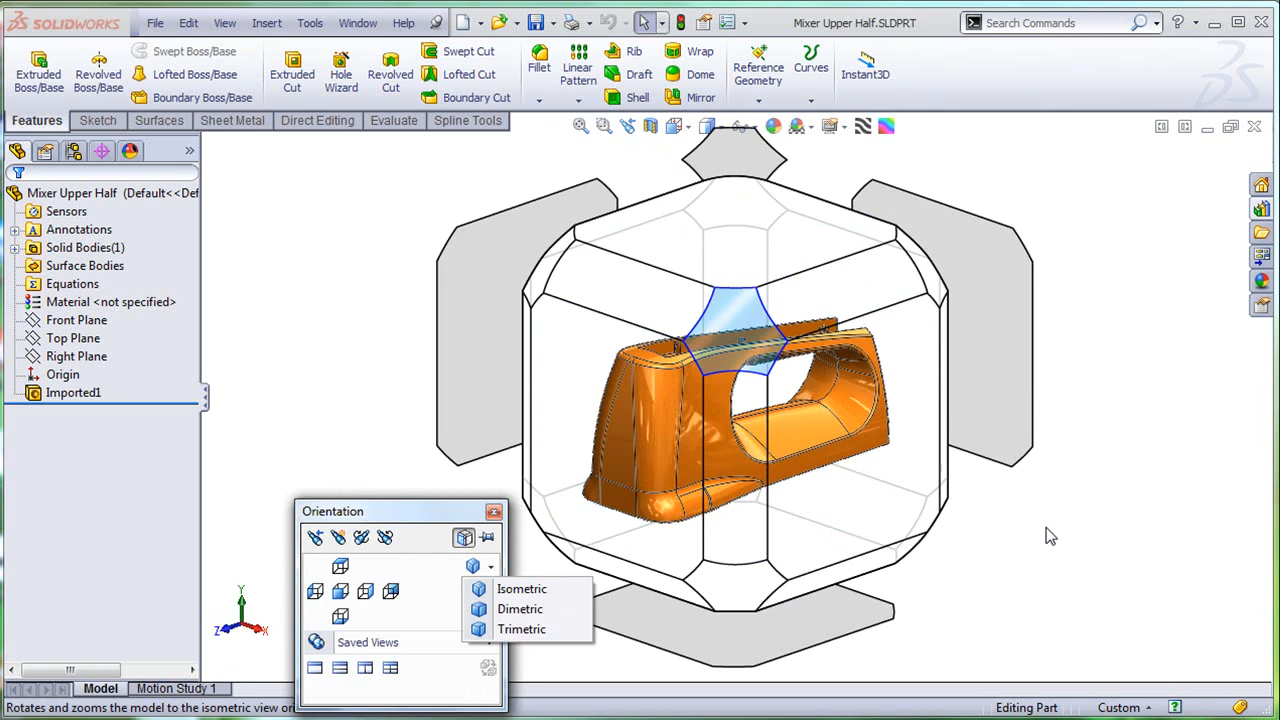 SOLIDWORKS File Edit View Insert Tools Window Help Mixer Upper Half.SLDPRT Search Commands ?
Extruded Boss/Base
Revolved Boss/Base
Swept Boss/Base
Lofted Boss/Base
Boundary Boss/Base
Extruded Cut
Hole Wizard
Revolved Cut
Swept Cut
Lofted Cut
Boundary Cut
Fillet
Linear Pattern
Rib
Draft
Shell
Wrap
Dome
Mirror
Reference Geometry
Curves
Instant3D
Features Sketch Surfaces Sheet Metal Direct Editing Evaluate Spline Tools
Mixer Upper Half (Default<<Def
Sensors
Annotations
Solid Bodies(1)
Surface Bodies
Equations
Material <not specified>
Front Plane
Top Plane
Right Plane
Origin
Imported1
Y
Z X
Orientation
Isometric
Dimetric
Trimetric
Saved Views
Model Motion Study 1
Rotates and zooms the model to the isometric view ori
Editing Part Custom ?